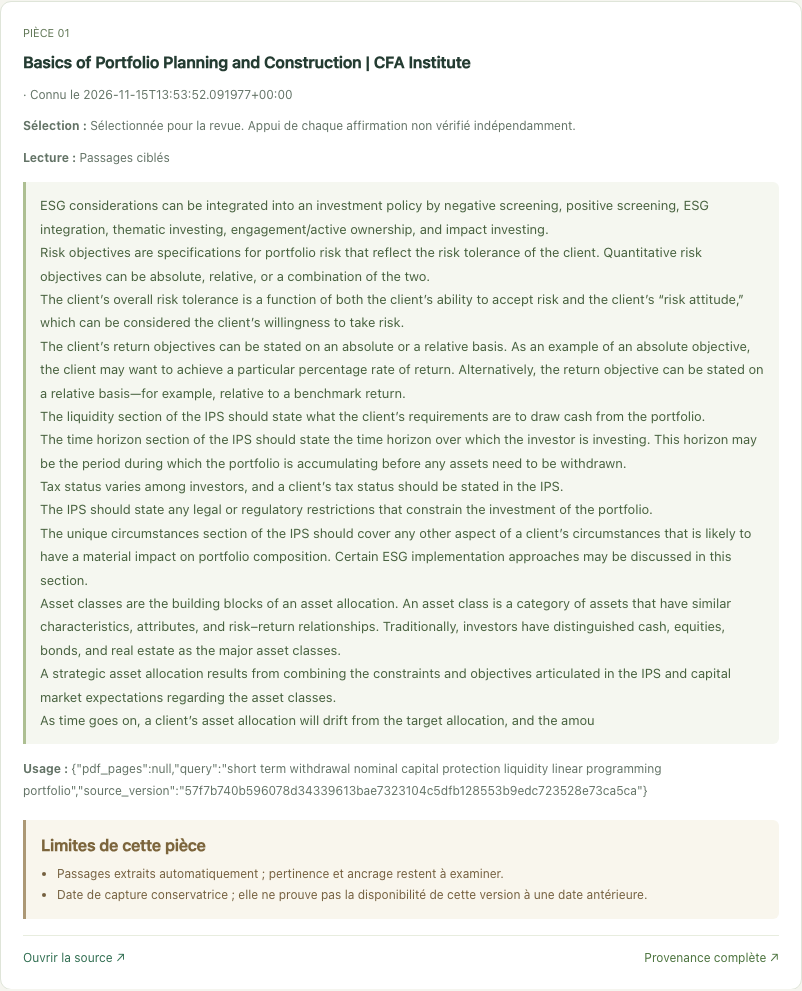 PIÈCE 01
Basics of Portfolio Planning and Construction | CFA Institute
· Connu le 2026-11-15T13:53:52.091977+00:00
Sélection : Sélectionnée pour la revue. Appui de chaque affirmation non vérifié indépendamment.
Lecture : Passages ciblés
ESG considerations can be integrated into an investment policy by negative screening, positive screening, ESG
integration, thematic investing, engagement/active ownership, and impact investing.
Risk objectives are specifications for portfolio risk that reflect the risk tolerance of the client. Quantitative risk
objectives can be absolute, relative, or a combination of the two.
The client’s overall risk tolerance is a function of both the client’s ability to accept risk and the client’s “risk attitude,”
which can be considered the client’s willingness to take risk.
The client’s return objectives can be stated on an absolute or a relative basis. As an example of an absolute objective,
the client may want to achieve a particular percentage rate of return. Alternatively, the return objective can be stated on
a relative basis—for example, relative to a benchmark return.
The liquidity section of the IPS should state what the client’s requirements are to draw cash from the portfolio.
The time horizon section of the IPS should state the time horizon over which the investor is investing. This horizon may
be the period during which the portfolio is accumulating before any assets need to be withdrawn.
Tax status varies among investors, and a client’s tax status should be stated in the IPS.
The IPS should state any legal or regulatory restrictions that constrain the investment of the portfolio.
The unique circumstances section of the IPS should cover any other aspect of a client’s circumstances that is likely to
have a material impact on portfolio composition. Certain ESG implementation approaches may be discussed in this
section.
Asset classes are the building blocks of an asset allocation. An asset class is a category of assets that have similar
characteristics, attributes, and risk–return relationships. Traditionally, investors have distinguished cash, equities,
bonds, and real estate as the major asset classes.
A strategic asset allocation results from combining the constraints and objectives articulated in the IPS and capital
market expectations regarding the asset classes.
As time goes on, a client’s asset allocation will drift from the target allocation, and the amou
Usage : {"pdf_pages":null,"query":"short term withdrawal nominal capital protection liquidity linear programming
portfolio","source_version":"57f7b740b596078d34339613bae7323104c5dfb128553b9edc723528e73ca5ca"}
Limites de cette pièce
• Passages extraits automatiquement ; pertinence et ancrage restent à examiner.
• Date de capture conservatrice ; elle ne prouve pas la disponibilité de cette version à une date antérieure.
Ouvrir la source ↗
Provenance complète ↗